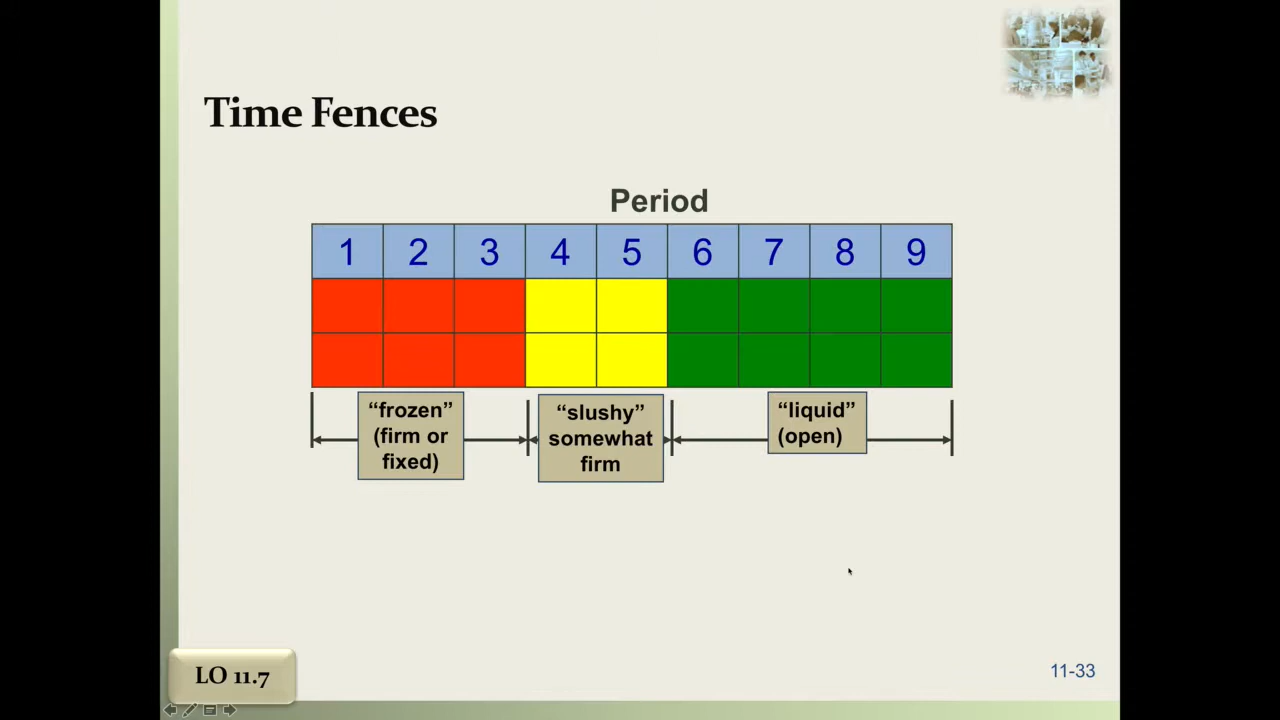 Time Fences
Period
1 2 3 4 5 6 7 8 9
“frozen”
(firm or
fixed)
“slushy”
somewhat
firm
“liquid”
(open)
LO 11.7
11-33